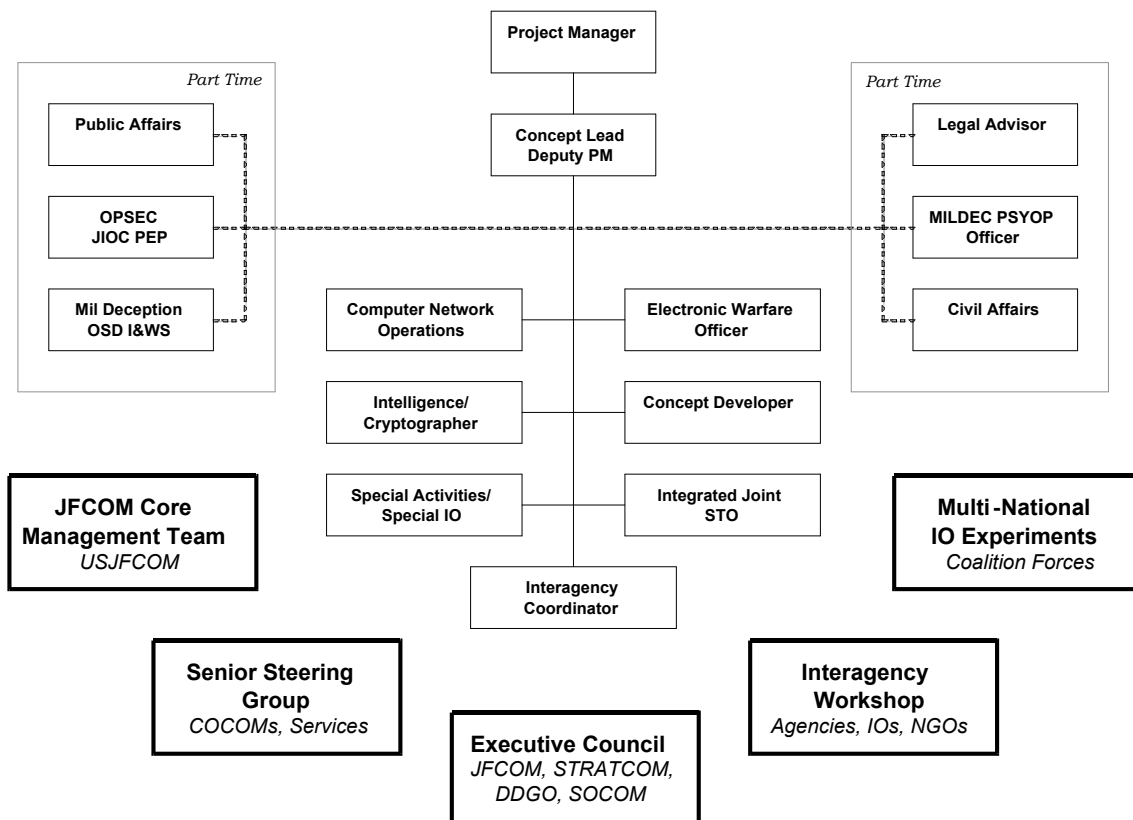 Project Manager
Part Time
Part Time
Public Affairs
Concept Lead
Deputy PM
Legal Advisor
OPSEC
JIOC PEP
MILDEC PSYOP
Officer
Mil Deception
OSD I&WS
Computer Network
Operations
Electronic Warfare
Officer
Civil Affairs
Intelligence/
Cryptographer
Concept Developer
Special Activities/
Special IO
Integrated Joint
STO
JFCOM Core
Management Team
USJFCOM
Multi-National
IO Experiments
Coalition Forces
Interagency
Coordinator
Senior Steering
Group
COCOMs, Services
Interagency
Workshop
Agencies, IOs, NGOs
Executive Council
JFCOM, STRATCOM,
DDGO, SOCOM